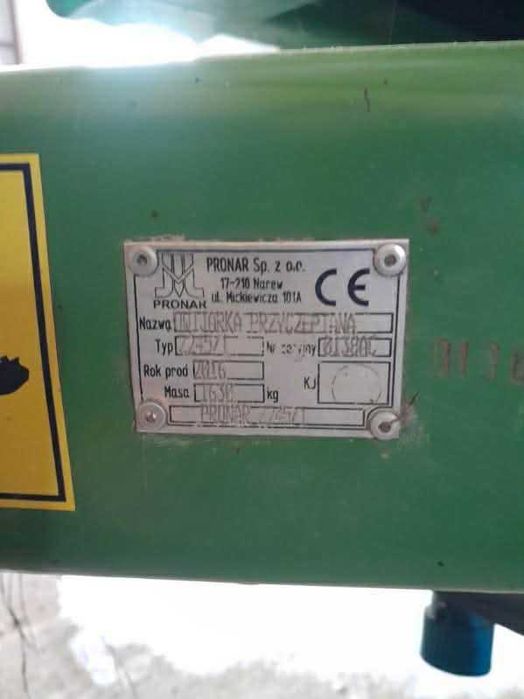 PRONAR Sp. z o.o.
17-210 Narew
ul. Mickiewicza 101A
CE
PRONAR
Nazwa OWIJARKA PRZYCZEPIANA
Typ Z245/1 Nr seryjny
Rok prod 2016
KJ
Masa 1630 kg
PRONAR Z245/1